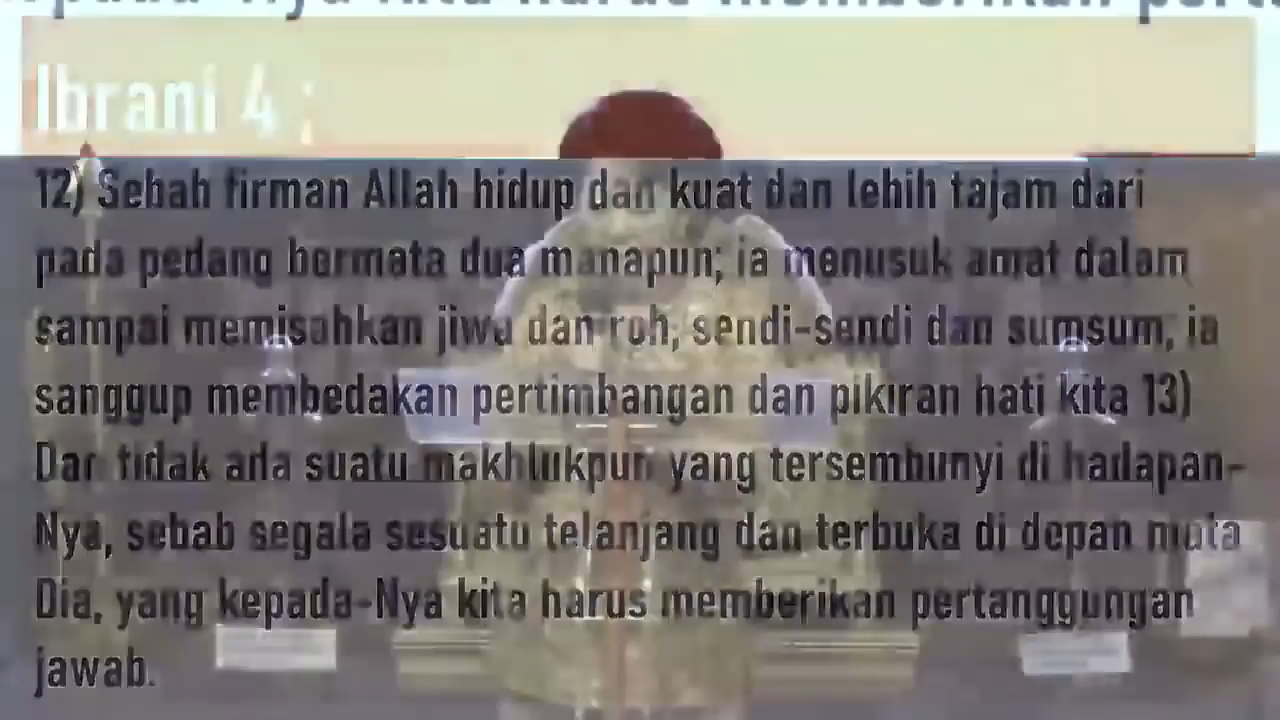 Ibrani 4 ;
12) Sebab firman Allah hidup dan kuat dan lebih tajam dari
pada pedang bermata dua manapun; ia menusuk amat dalam
sampai memisahkan jiwa dan roh, sendi-sendi dan sumsum; ia
sanggup membedakan pertimbangan dan pikiran hati kita 13)
Dan tidak ada suatu makhlukpun yang tersembunyi di hadapan-
Nya, sebab segala sesuatu telanjang dan terbuka di depan mata
Dia, yang kepada-Nya kita harus memberikan pertanggungan
jawab.